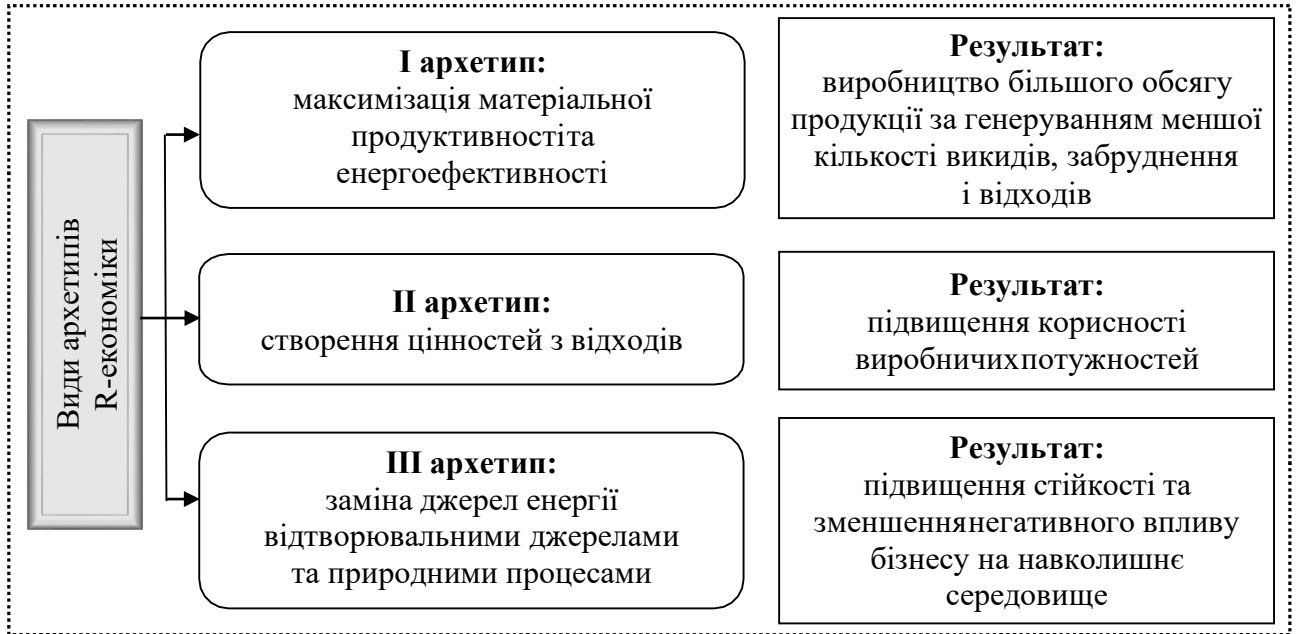 Види архетипів
R-економіки
І архетип:
максимізація матеріальної
продуктивностіта
енергоефективності
Результат:
виробництво більшого обсягу
продукції за генеруванням меншої
кількості викидів, забруднення
і відходів
ІІ архетип:
створення цінностей з відходів
Результат:
підвищення корисності
виробничихпотужностей
ІІІ архетип:
заміна джерел енергії
відтворювальними джерелами
та природними процесами
Результат:
підвищення стійкості та
зменшеннянегативного впливу
бізнесу на навколишнє
середовище